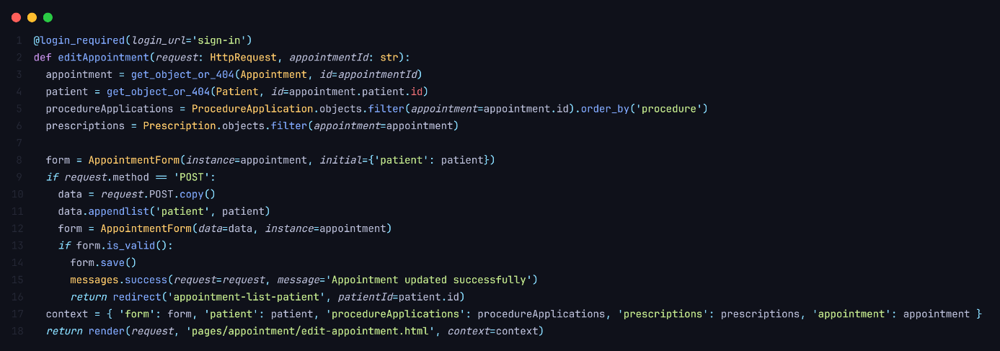 1 @login_required(login_url='sign-in')
2 def editAppointment(request: HttpRequest, appointmentId: str):
3   appointment = get_object_or_404(Appointment, id=appointmentId)
4   patient = get_object_or_404(Patient, id=appointment.patient.id)
5   procedureApplications = ProcedureApplication.objects.filter(appointment=appointment.id).order_by('procedure')
6   prescriptions = Prescription.objects.filter(appointment=appointment)
7
8   form = AppointmentForm(instance=appointment, initial={'patient': patient})
9   if request.method == 'POST':
10     data = request.POST.copy()
11     data.appendlist('patient', patient)
12     form = AppointmentForm(data=data, instance=appointment)
13     if form.is_valid():
14       form.save()
15       messages.success(request=request, message='Appointment updated successfully')
16       return redirect('appointment-list-patient', patientId=patient.id)
17   context = { 'form': form, 'patient': patient, 'procedureApplications': procedureApplications, 'prescriptions': prescriptions, 'appointment': appointment }
18   return render(request, 'pages/appointment/edit-appointment.html', context=context)